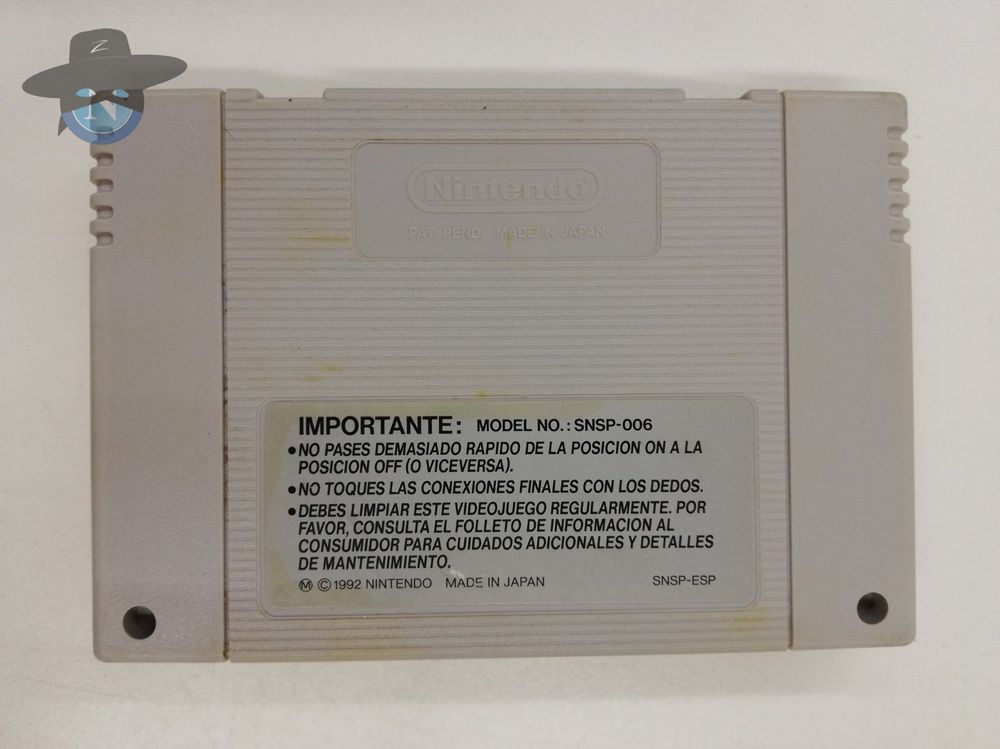 Z
N
Nintendo
PAT. PEND. MADE IN JAPAN
IMPORTANTE: MODEL NO.: SNSP-006
•NO PASES DEMASIADO RAPIDO DE LA POSICION ON A LA
POSICION OFF (O VICEVERSA).
•NO TOQUES LAS CONEXIONES FINALES CON LOS DEDOS.
•DEBES LIMPIAR ESTE VIDEOJUEGO REGULARMENTE. POR
FAVOR, CONSULTA EL FOLLETO DE INFORMACION AL
CONSUMIDOR PARA CUIDADOS ADICIONALES Y DETALLES
DE MANTENIMIENTO.
Ⓜ ©1992 NINTENDO MADE IN JAPAN SNSP-ESP